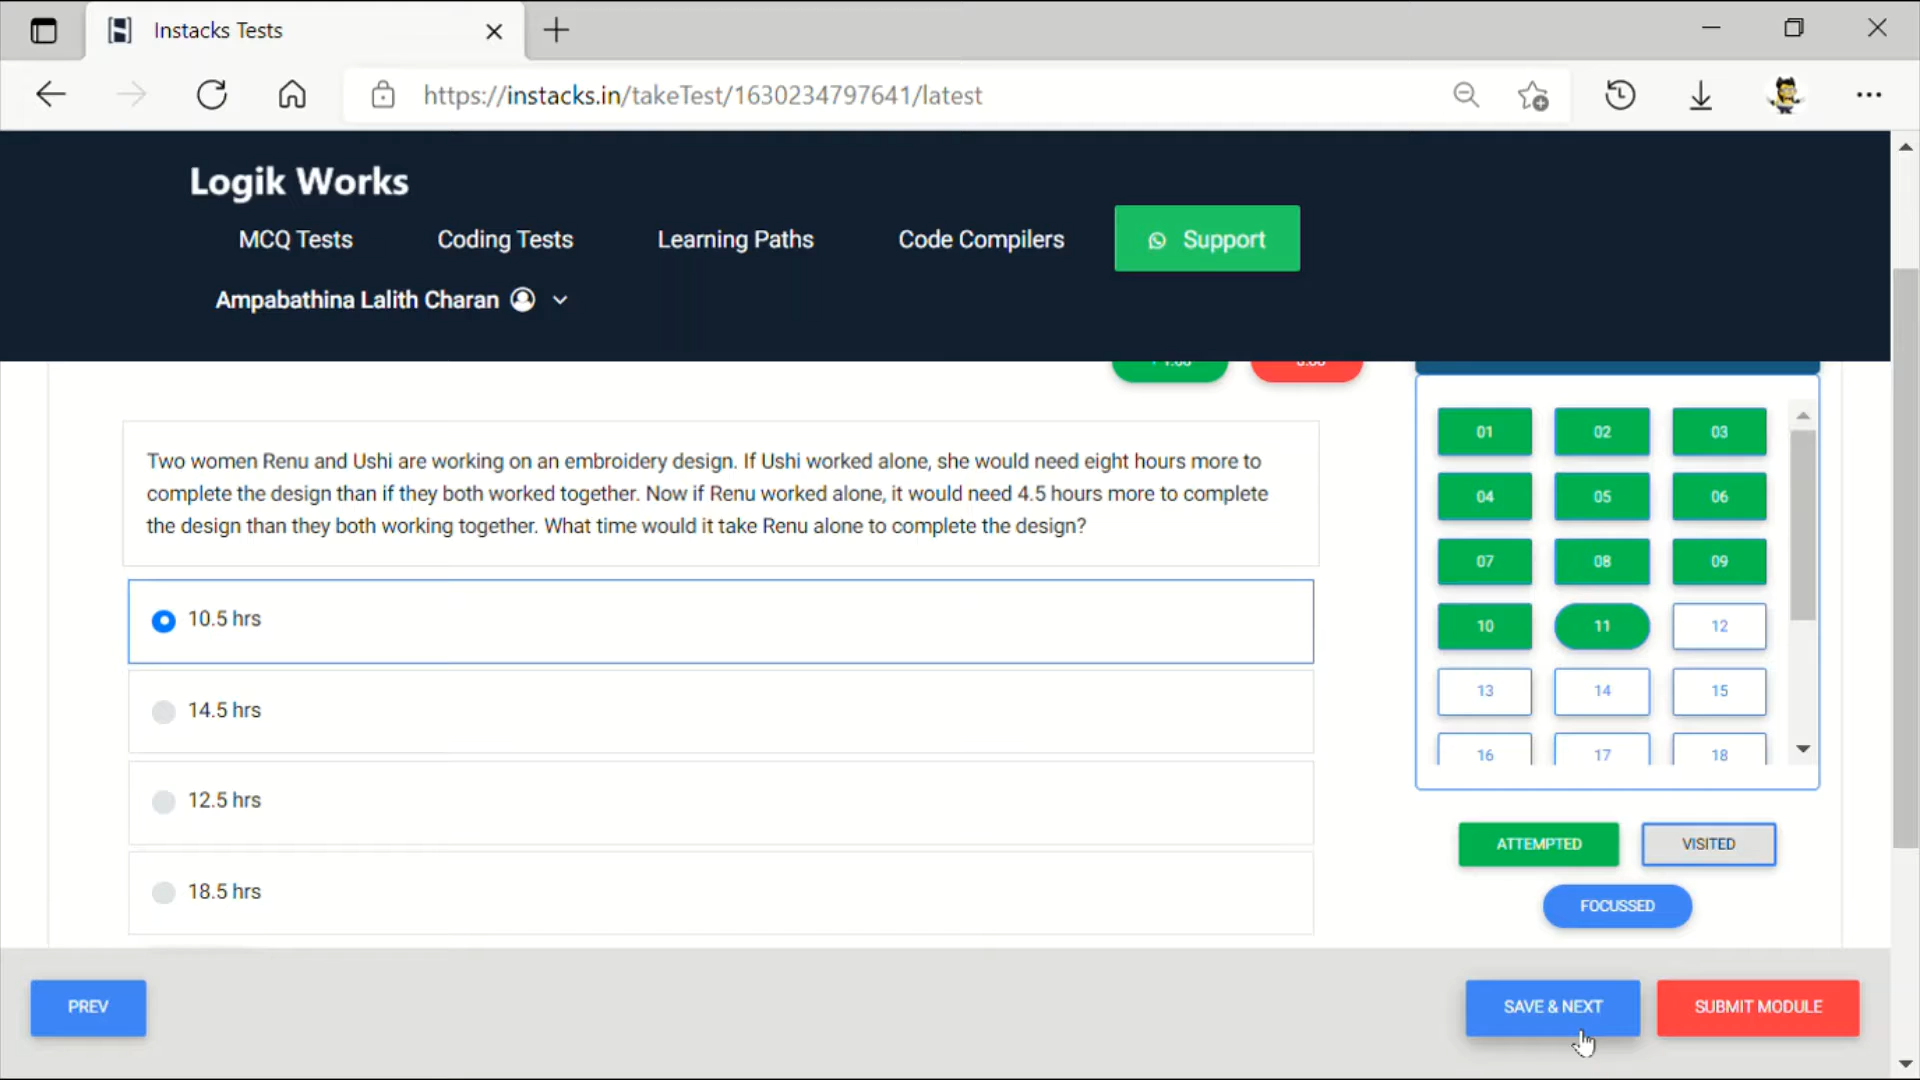 Instacks Tests
https://instacks.in/takeTest/1630234797641/latest
Logik Works
MCQ Tests
Coding Tests
Learning Paths
Code Compilers
Support
Ampabathina Lalith Charan
Two women Renu and Ushi are working on an embroidery design. If Ushi worked alone, she would need eight hours more to
complete the design than if they both worked together. Now if Renu worked alone, it would need 4.5 hours more to complete
the design than they both working together. What time would it take Renu alone to complete the design?
10.5 hrs
14.5 hrs
12.5 hrs
18.5 hrs
01 02 03
04 05 06
07 08 09
10 11 12
13 14 15
16 17 18
ATTEMPTED
VISITED
FOCUSSED
PREV
SAVE & NEXT
SUBMIT MODULE